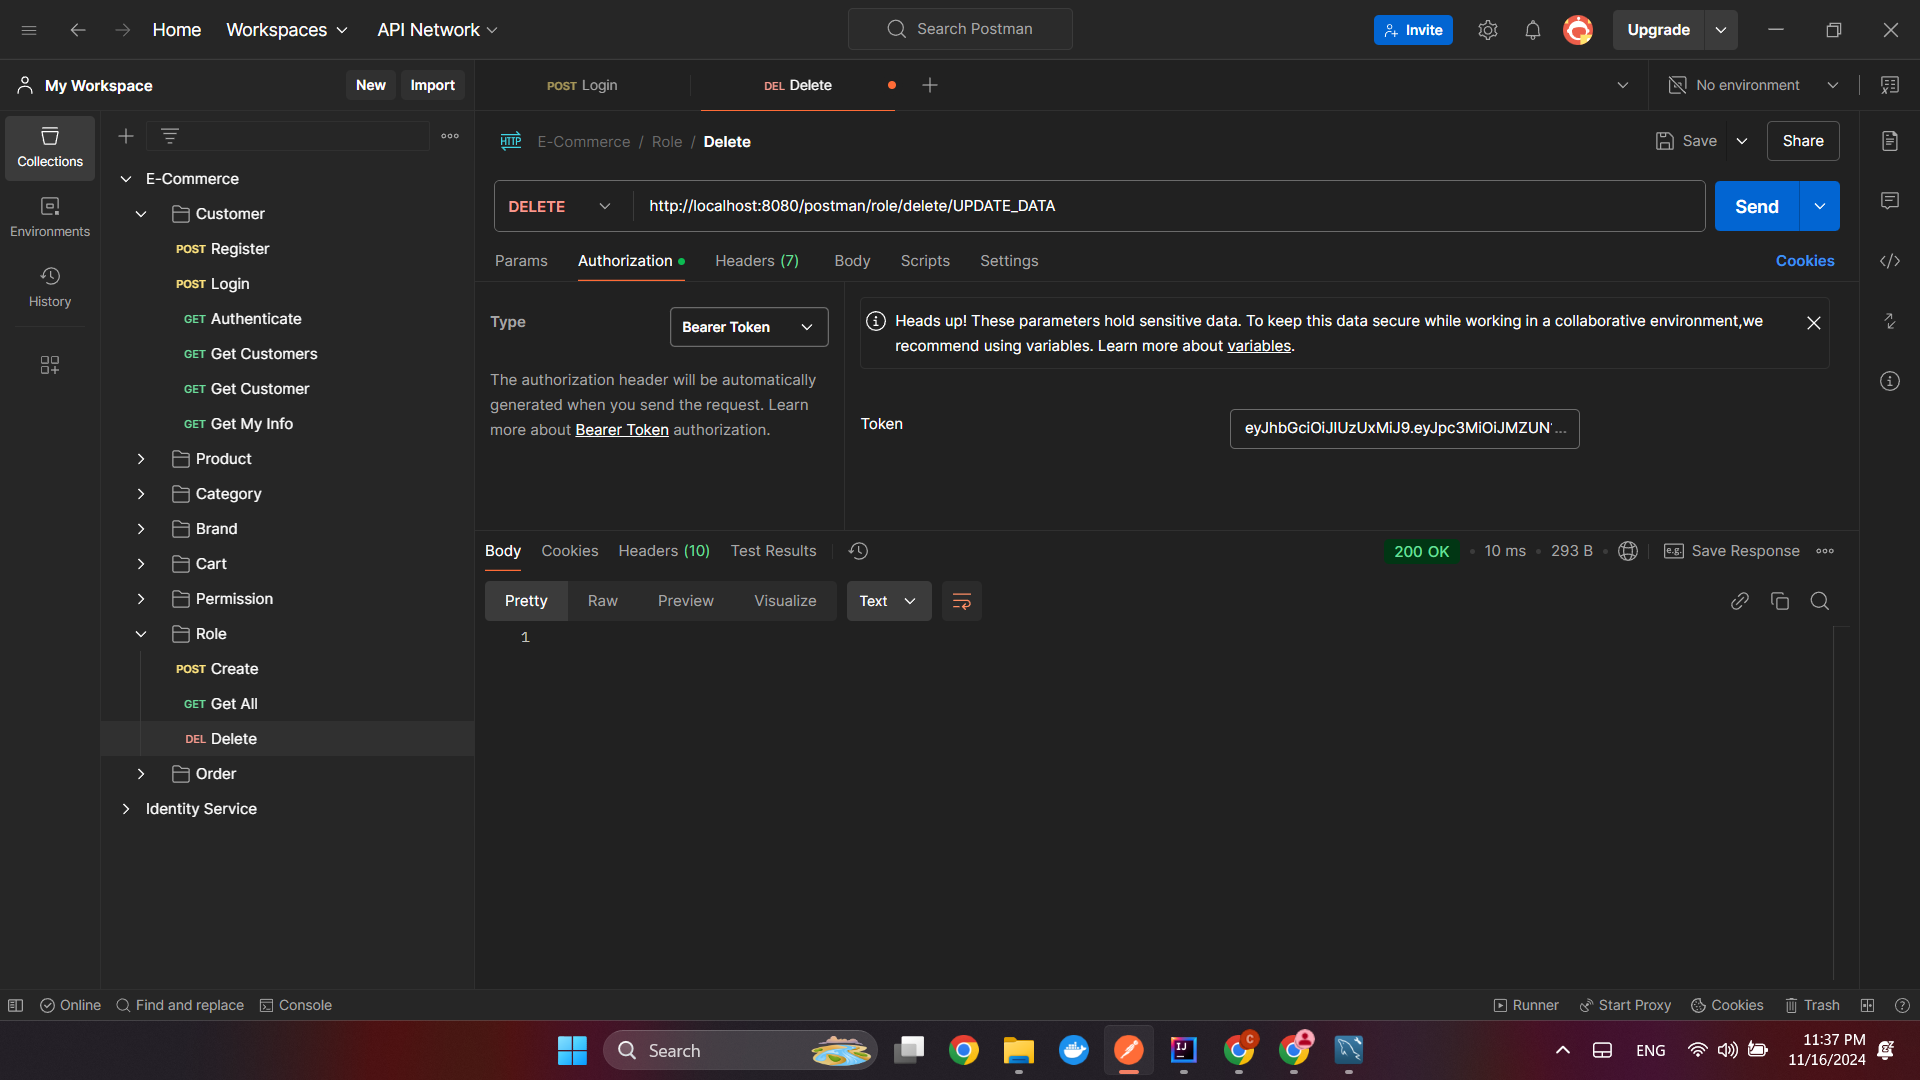 Home
Workspaces
API Network
Search Postman
Invite
Upgrade
My Workspace
New
Import
POST Login
DEL Delete
No environment
Collections
Environments
History
E-Commerce
Customer
POST Register
POST Login
GET Authenticate
GET Get Customers
GET Get Customer
GET Get My Info
Product
Category
Brand
Cart
Permission
Role
POST Create
GET Get All
DEL Delete
Order
Identity Service
HTTP
E-Commerce / Role / Delete
Save
Share
DELETE
http://localhost:8080/postman/role/delete/UPDATE_DATA
Send
Params
Authorization
Headers (7)
Body
Scripts
Settings
Cookies
Type
Bearer Token
The authorization header will be automatically
generated when you send the request. Learn
more about Bearer Token authorization.
Heads up! These parameters hold sensitive data. To keep this data secure while working in a collaborative environment,we
recommend using variables. Learn more about variables.
Token
eyJhbGciOiJIUzUxMiJ9.eyJpc3MiOiJMZUN ...
Body
Cookies
Headers (10)
Test Results
200 OK
10 ms
293 B
e.g.
Save Response
Pretty
Raw
Preview
Visualize
Text
1
Online
Find and replace
Console
Runner
Start Proxy
Cookies
Trash
Search
ENG
11:37 PM
11/16/2024